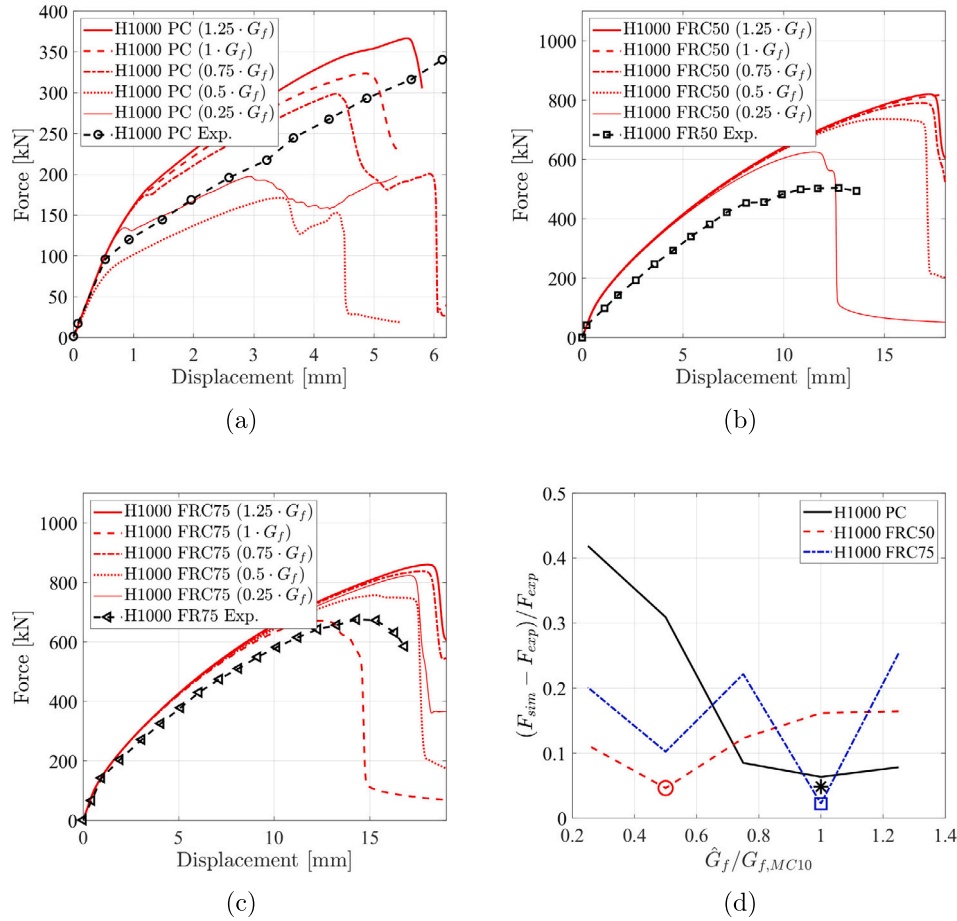 400
350
300
250
200
150
100
50
0
Force [kN]
H1000 PC (1.25 · G_f)
H1000 PC (1 · G_f)
H1000 PC (0.75 · G_f)
H1000 PC (0.5 · G_f)
H1000 PC (0.25 · G_f)
H1000 PC Exp.
0 1 2 3 4 5 6
Displacement [mm]
(a)
1000
800
600
400
200
0
Force [kN]
H1000 FRC50 (1.25 · G_f)
H1000 FRC50 (1 · G_f)
H1000 FRC50 (0.75 · G_f)
H1000 FRC50 (0.5 · G_f)
H1000 FRC50 (0.25 · G_f)
H1000 FR50 Exp.
0 5 10 15
Displacement [mm]
(b)
1000
800
600
400
200
0
Force [kN]
H1000 FRC75 (1.25 · G_f)
H1000 FRC75 (1 · G_f)
H1000 FRC75 (0.75 · G_f)
H1000 FRC75 (0.5 · G_f)
H1000 FRC75 (0.25 · G_f)
H1000 FR75 Exp.
0 5 10 15
Displacement [mm]
(c)
0.5
0.4
0.3
0.2
0.1
0
(F_sim − F_exp)/F_exp
H1000 PC
H1000 FRC50
H1000 FRC75
0.2 0.4 0.6 0.8 1 1.2 1.4
Ĝ_f/G_f,MC10
(d)